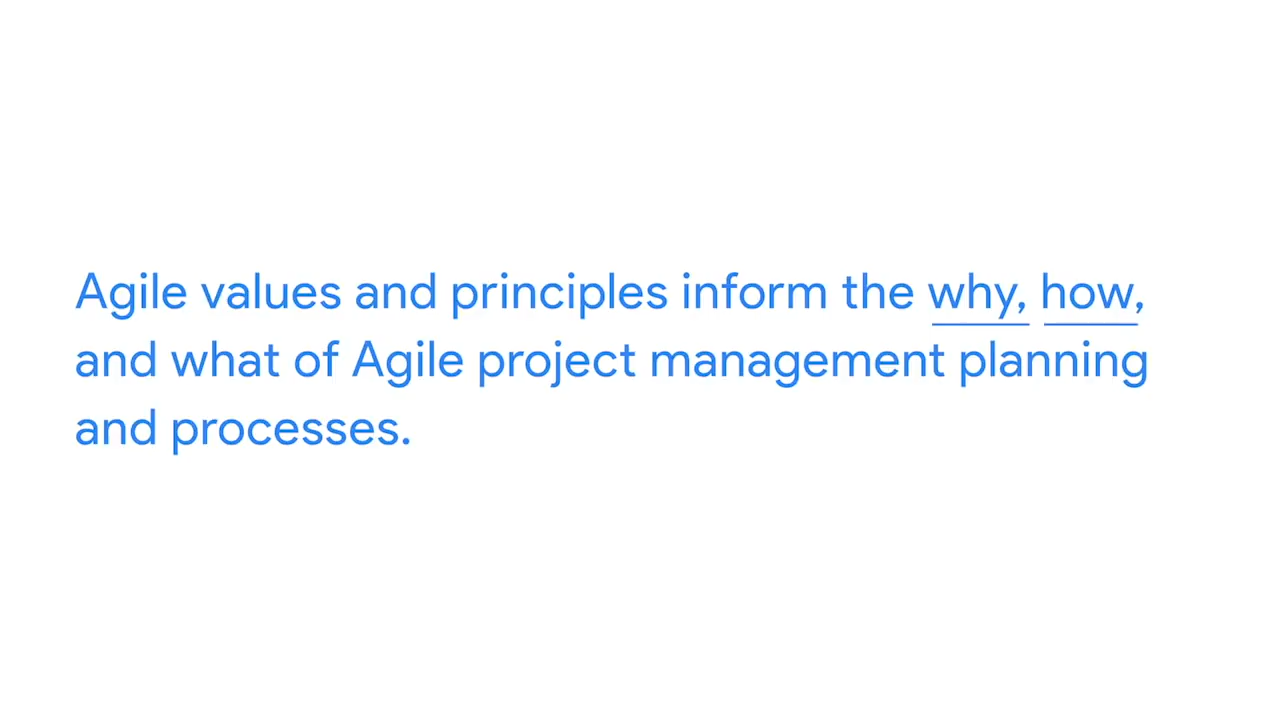 Agile values and principles inform the why, how,
and what of Agile project management planning
and processes.